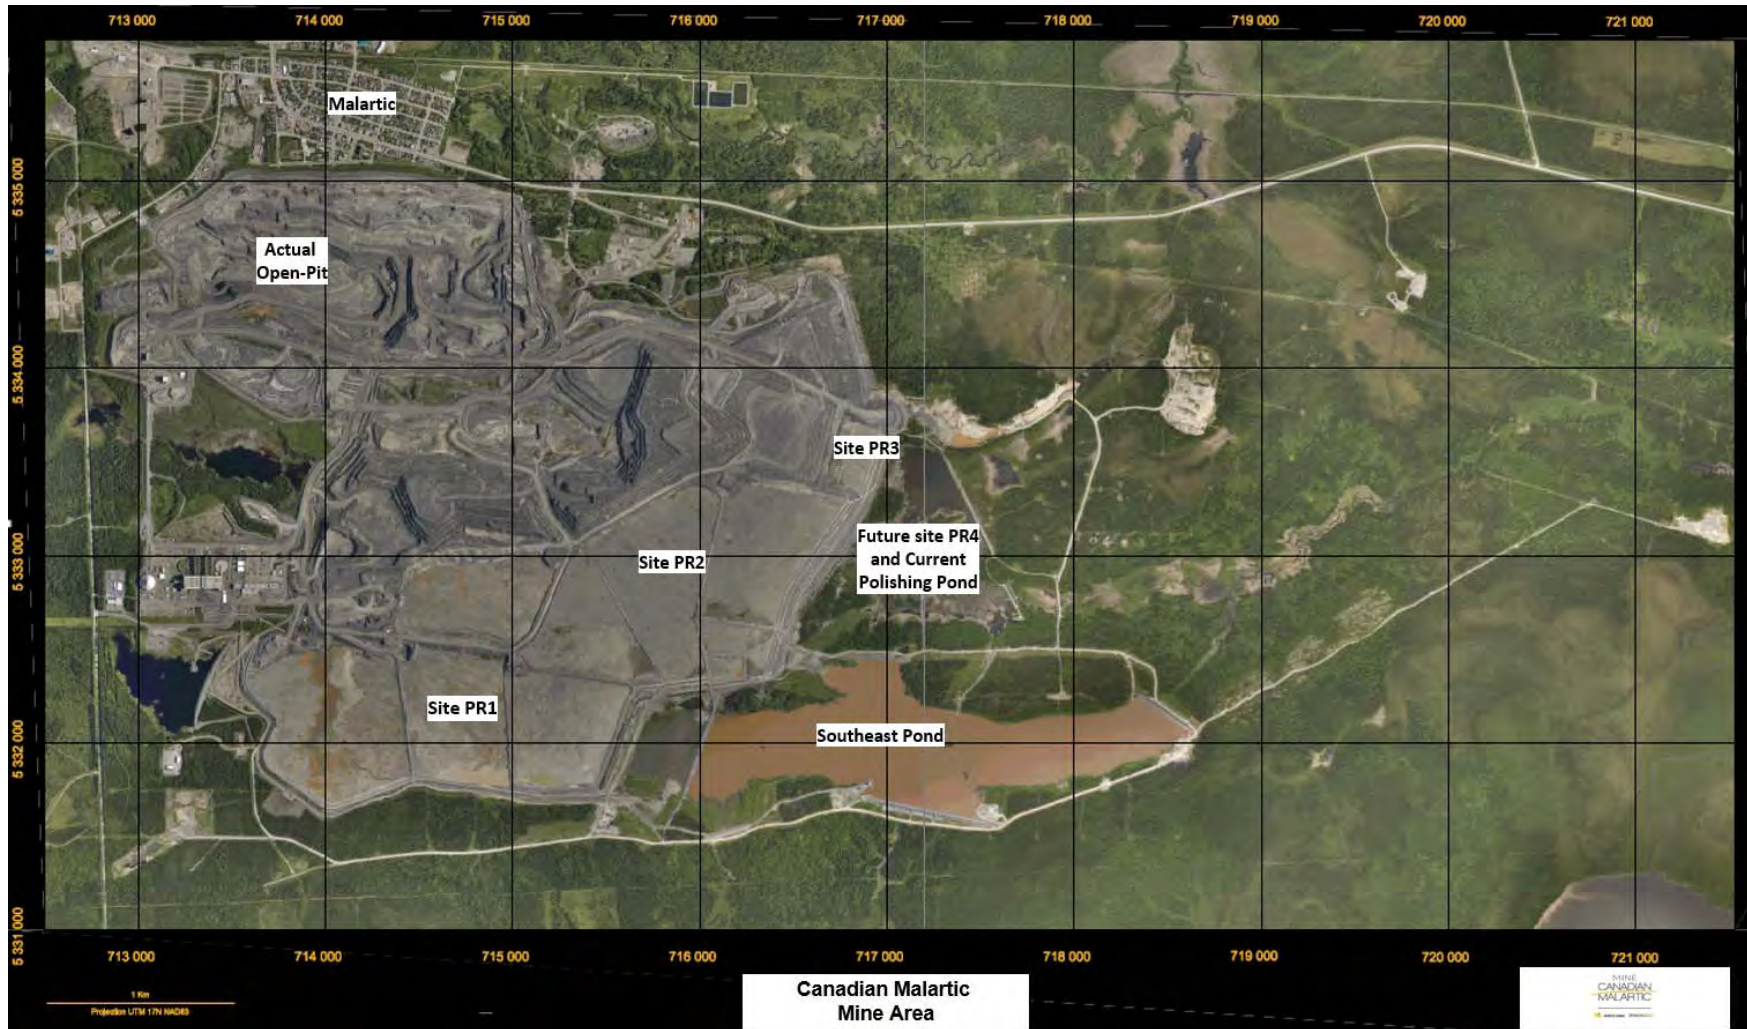 713 000 714 000 715 000 716 000 717 000 718 000 719 000 720 000 721 000
Malartic
5 335 000
Actual
Open-Pit
5 334 000
Site PR3
Future site PR4
and Current
Polishing Pond
5 333 000
Site PR2
Site PR1
Southeast Pond
5 332 000
5 331 000
713 000 714 000 715 000 716 000 717 000 718 000 719 000 720 000 721 000
1 Km
Projection UTM 17N NAD83
Canadian Malartic
Mine Area
MINE
CANADIAN
MALARTIC